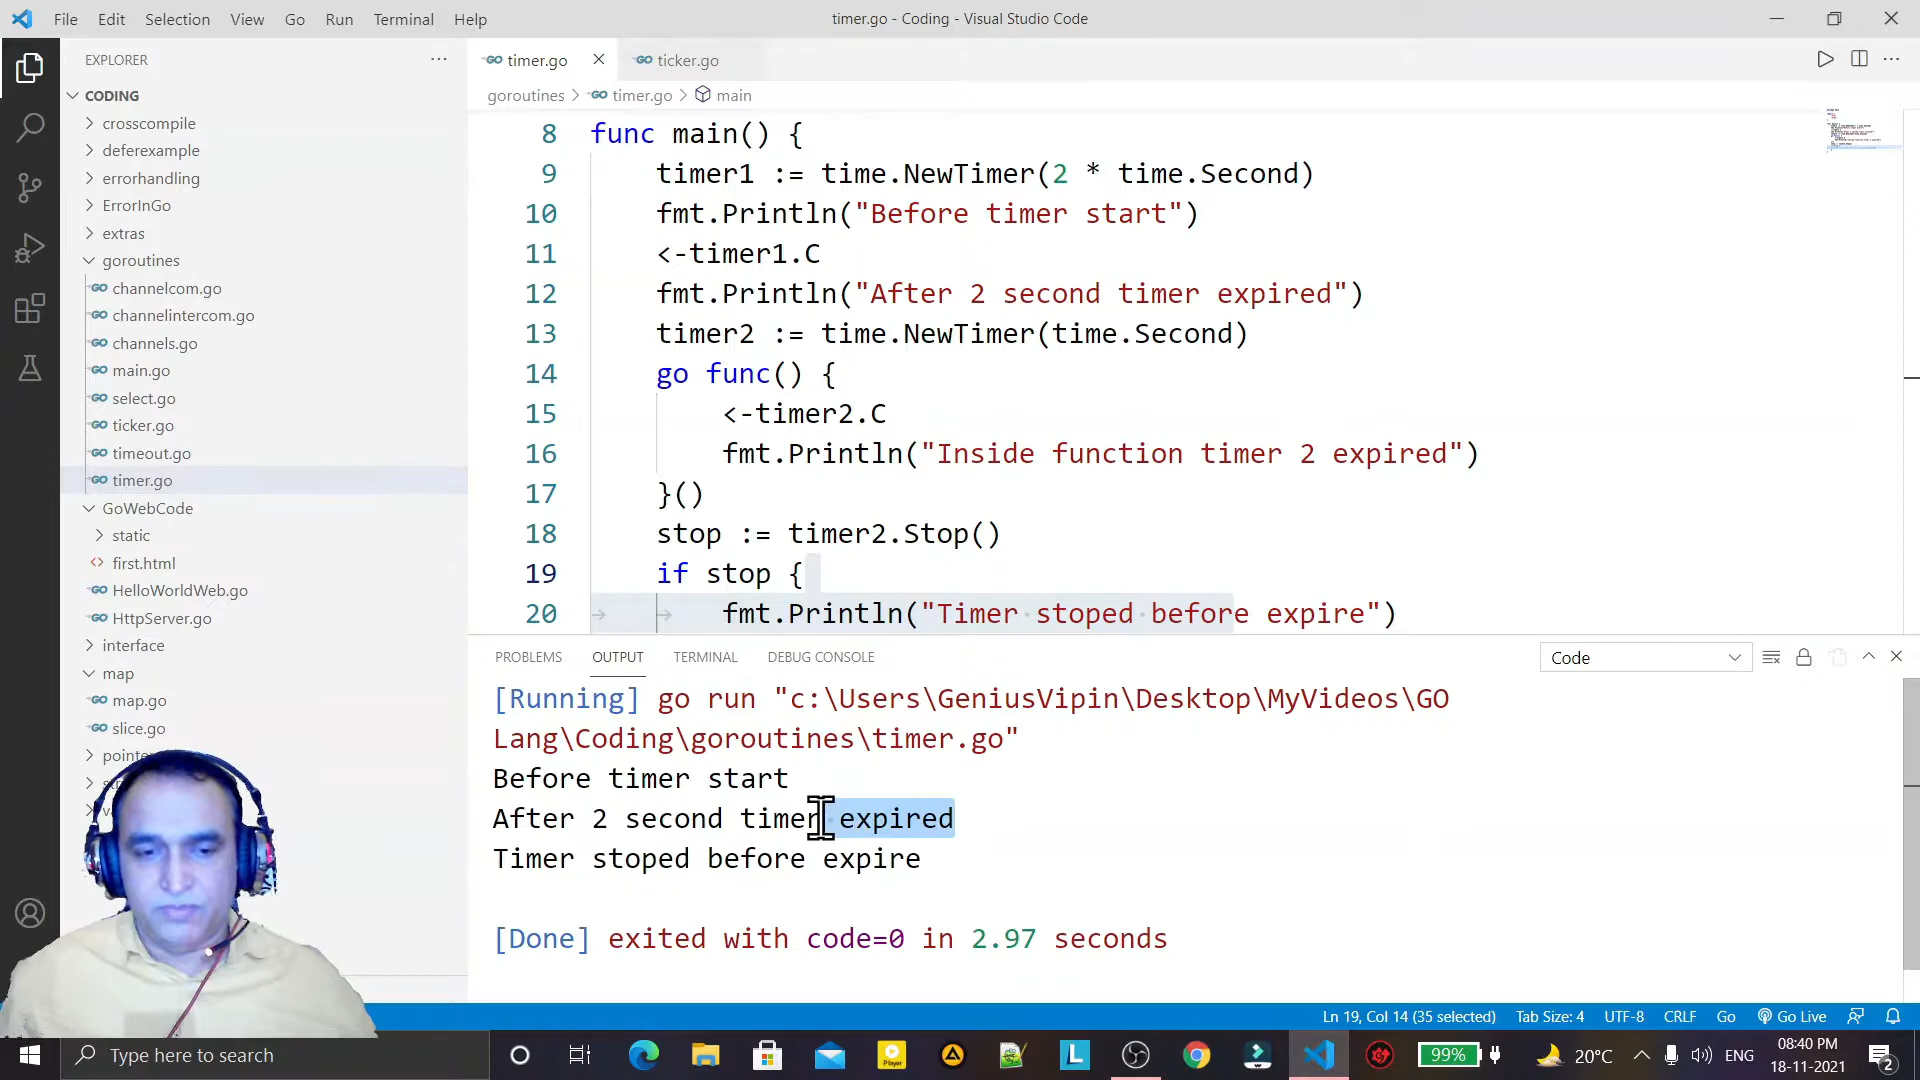 File Edit Selection View Go Run Terminal Help
timer.go - Coding - Visual Studio Code
EXPLORER
CODING
crosscompile
deferexample
errorhandling
ErrorInGo
extras
goroutines
channelcom.go
channelintercom.go
channels.go
main.go
select.go
ticker.go
timeout.go
timer.go
GoWebCode
static
first.html
HelloWorldWeb.go
HttpServer.go
interface
map
map.go
slice.go
timer.go ticker.go
goroutines > timer.go > main
8 func main() {
9 timer1 := time.NewTimer(2 * time.Second)
10 fmt.Println("Before timer start")
11 <-timer1.C
12 fmt.Println("After 2 second timer expired")
13 timer2 := time.NewTimer(time.Second)
14 go func() {
15 <-timer2.C
16 fmt.Println("Inside function timer 2 expired")
17 }()
18 stop := timer2.Stop()
19 if stop {
20 fmt.Println("Timer stoped before expire")
PROBLEMS OUTPUT TERMINAL DEBUG CONSOLE
Code
[Running] go run "c:\Users\GeniusVipin\Desktop\MyVideos\GO
Lang\Coding\goroutines\timer.go"
Before timer start
After 2 second timer expired
Timer stoped before expire
[Done] exited with code=0 in 2.97 seconds
Ln 19, Col 14 (35 selected) Tab Size: 4 UTF-8 CRLF Go Go Live
Type here to search
99% 20°C ENG
08:40 PM
18-11-2021
2